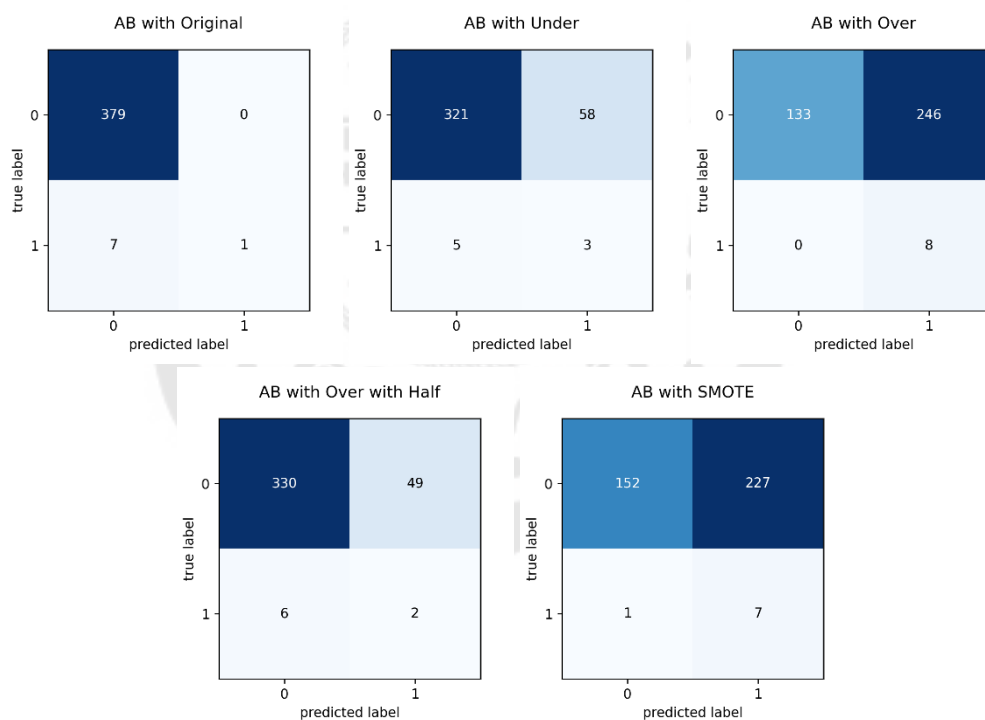 AB with Original
0
379
0
true label
1
7
1
0
1
predicted label
AB with Under
0
321
58
true label
1
5
3
0
1
predicted label
AB with Over
0
133
246
true label
1
0
8
0
1
predicted label
AB with Over with Half
0
330
49
true label
1
6
2
0
1
predicted label
AB with SMOTE
0
152
227
true label
1
1
7
0
1
predicted label